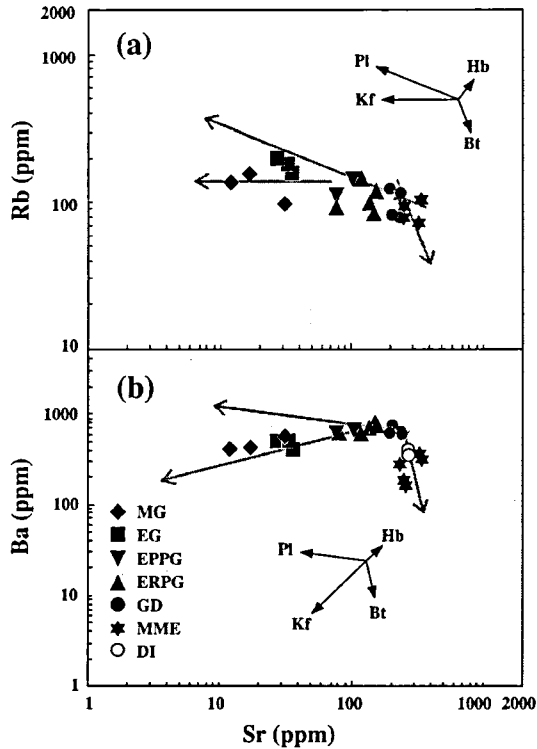 2000
1000
(a)
Pl
Hb
Kf
Bt
Rb (ppm)
100
10
(b)
1000
Ba (ppm)
100
10
1
MG
EG
EPPG
ERPG
GD
MME
DI
Pl
Hb
Kf
Bt
1
10
100
1000
2000
Sr (ppm)